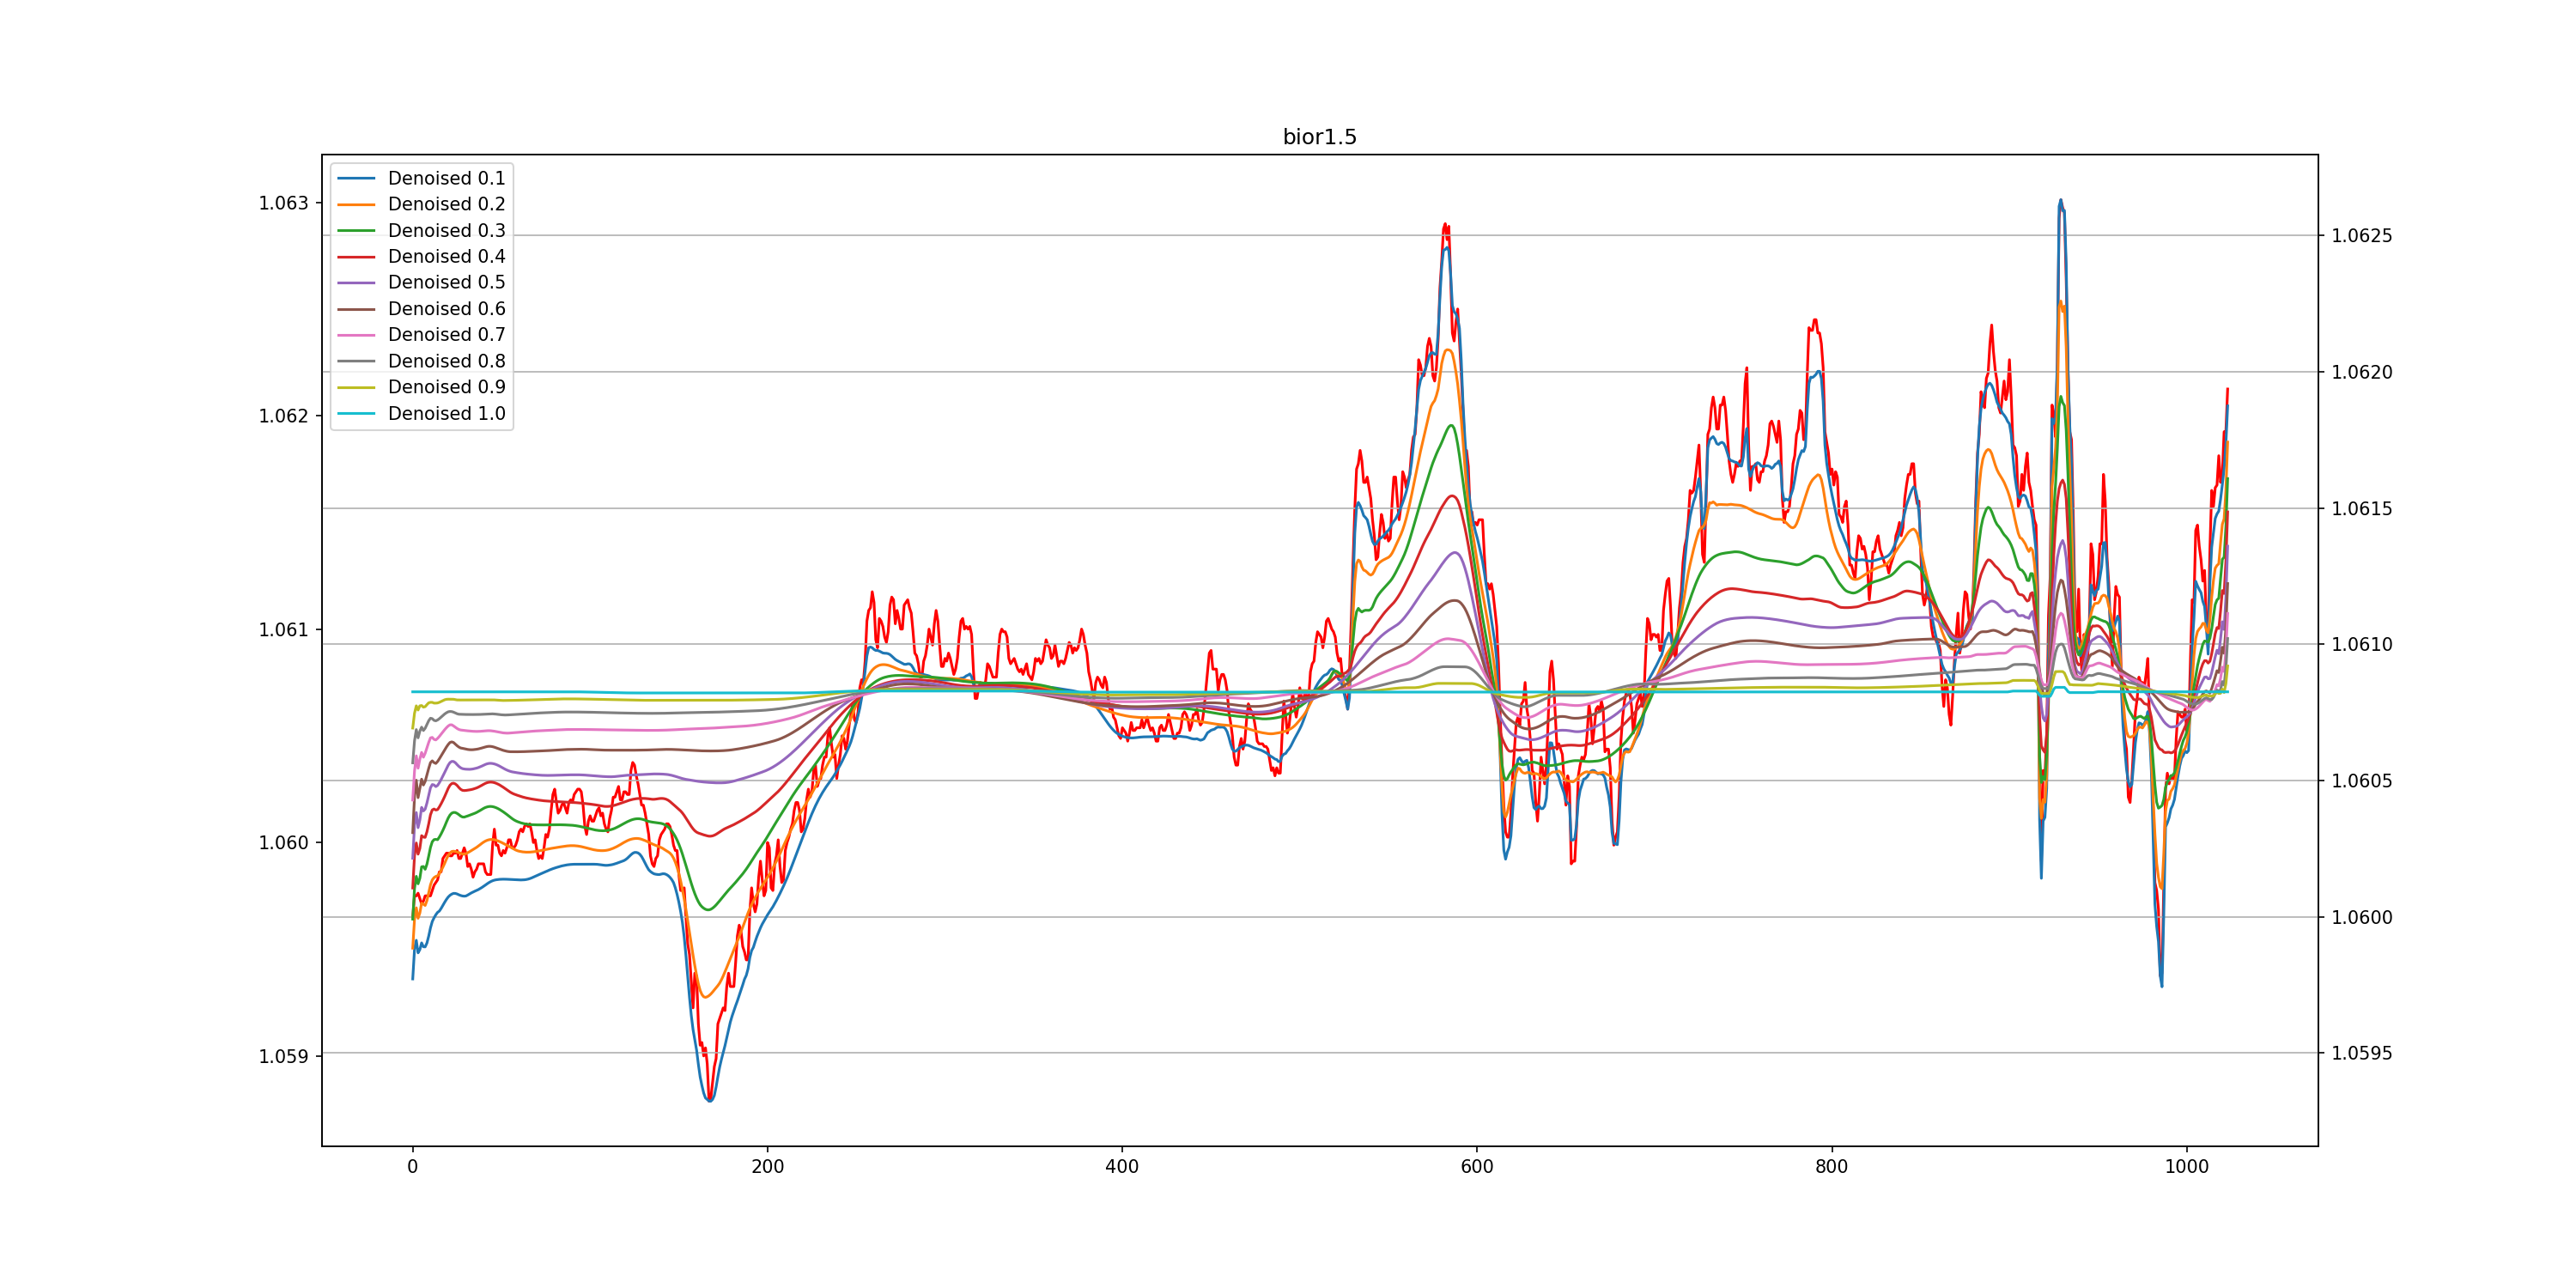 bior1.5
Denoised 0.1
Denoised 0.2
Denoised 0.3
Denoised 0.4
Denoised 0.5
Denoised 0.6
Denoised 0.7
Denoised 0.8
Denoised 0.9
Denoised 1.0
1.063
1.062
1.061
1.060
1.059
1.0625
1.0620
1.0615
1.0610
1.0605
1.0600
1.0595
0 200 400 600 800 1000